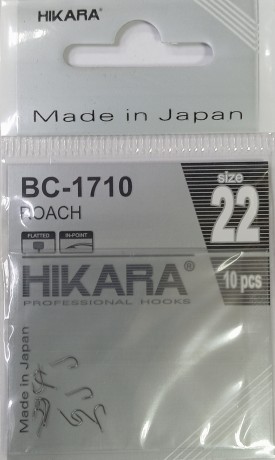 HIKARA®
Made in Japan
BC-1710
ROACH
size
22
FLATTED
IN-POINT
HIKARA®
10 pcs
PROFESSIONAL HOOKS
Made in Japan